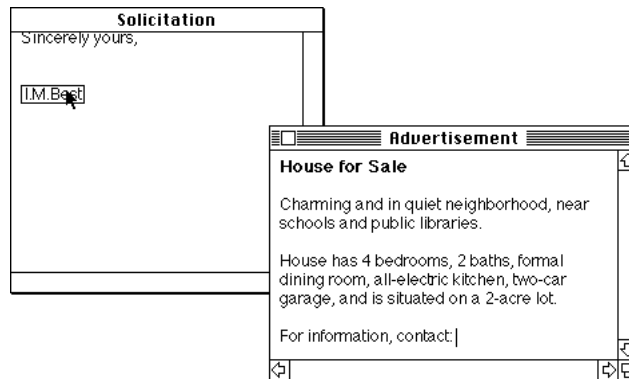 Solicitation
Sincerely yours,
I.M.Best
Advertisement
House for Sale
Charming and in quiet neighborhood, near
schools and public libraries.
House has 4 bedrooms, 2 baths, formal
dining room, all-electric kitchen, two-car
garage, and is situated on a 2-acre lot.
For information, contact: